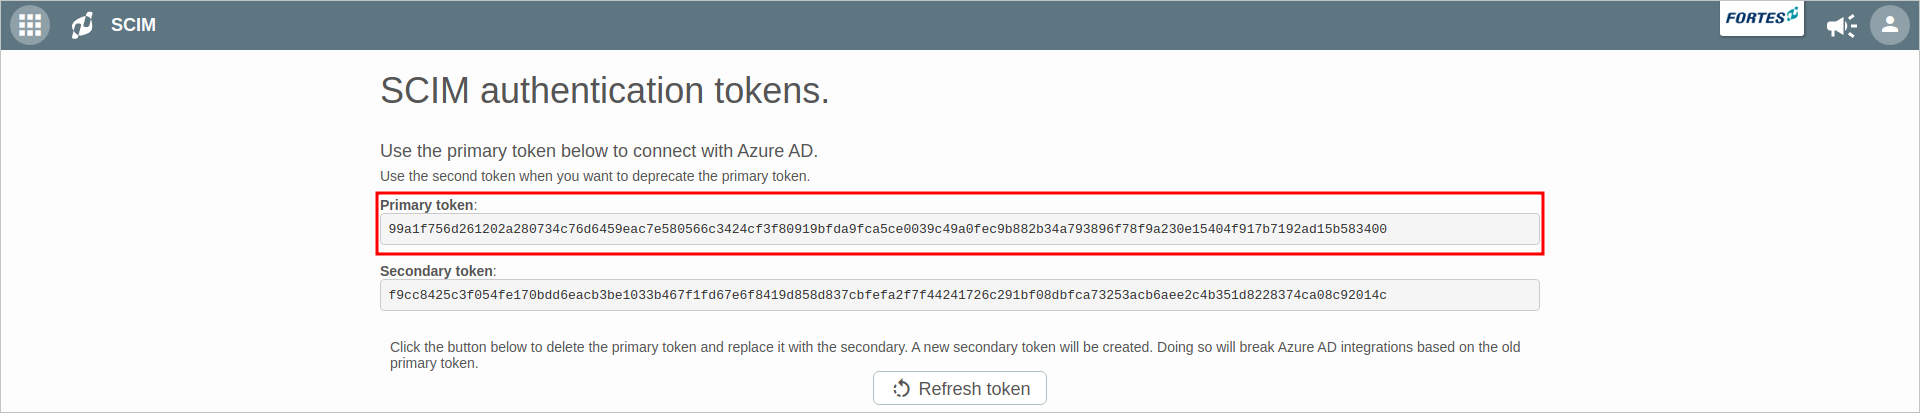 SCIM
FORTES
SCIM authentication tokens.
Use the primary token below to connect with Azure AD.
Use the second token when you want to deprecate the primary token.
Primary token:
99a1f756d261202a280734c76d6459eac7e580566c3424cf3f80919bfda9fca5ce0039c49a0fec9b882b34a793896f78f9a230e15404f917b7192ad15b583400
Secondary token:
f9cc8425c3f054fe170bdd6eacb3be1033b467f1fd67e6f8419d858d837cbfefa2f7f44241726c291bf08dbfca73253acb6aee2c4b351d8228374ca08c92014c
Click the button below to delete the primary token and replace it with the secondary. A new secondary token will be created. Doing so will break Azure AD integrations based on the old
primary token.
Refresh token